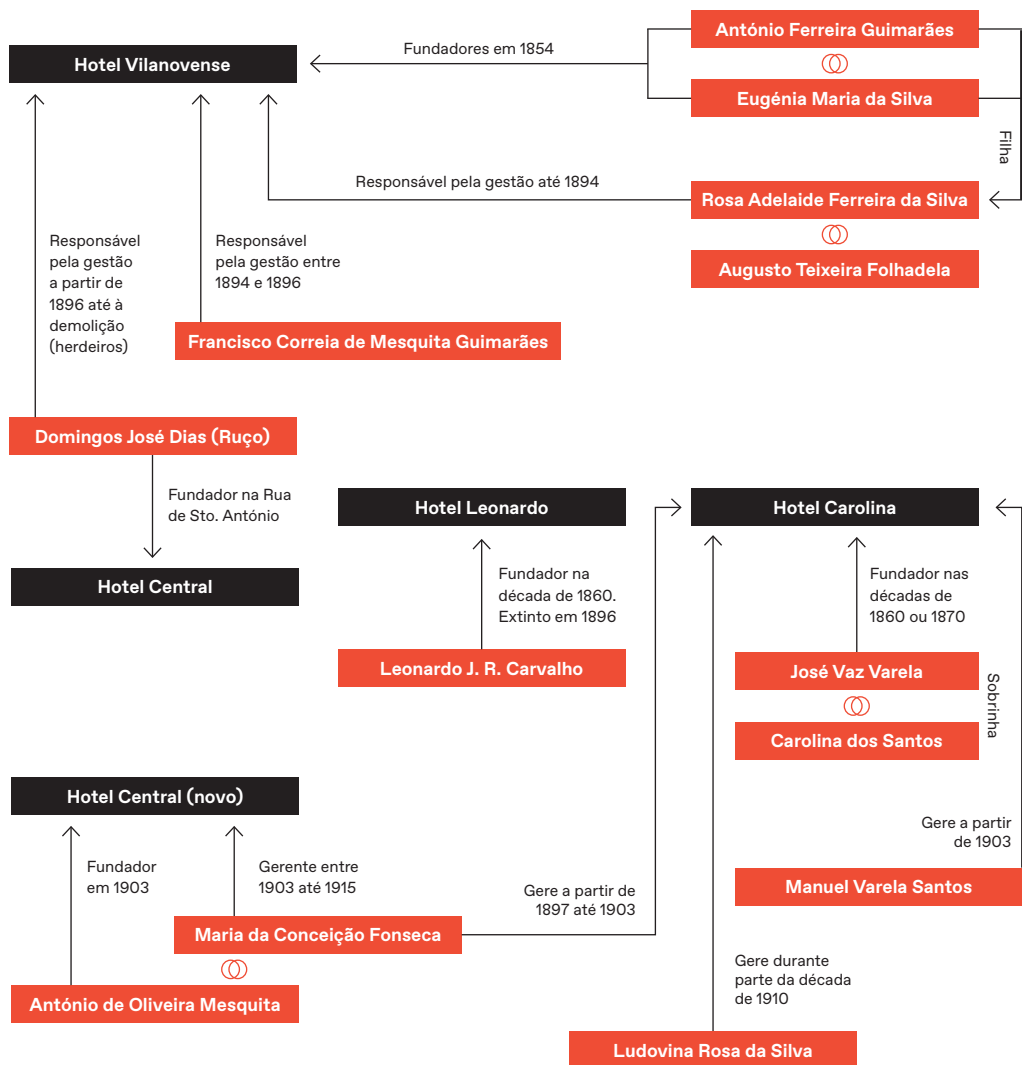 António Ferreira Guimarães
Fundadores em 1854
Hotel Vilanovense
Eugénia Maria da Silva
Filha
Responsável pela gestão até 1894
Rosa Adelaide Ferreira da Silva
Augusto Teixeira Folhadela
Responsável
pela gestão
a partir de
1896 até à
demolição
(herdeiros)
Responsável
pela gestão entre
1894 e 1896
Francisco Correia de Mesquita Guimarães
Domingos José Dias (Ruço)
Fundador na Rua
de Sto. António
Hotel Central
Hotel Leonardo
Fundador na
década de 1860.
Extinto em 1896
Leonardo J. R. Carvalho
Hotel Carolina
Fundador nas
décadas de
1860 ou 1870
José Vaz Varela
Sobrinha
Carolina dos Santos
Hotel Central (novo)
Fundador
em 1903
Gerente entre
1903 até 1915
Maria da Conceição Fonseca
António de Oliveira Mesquita
Gere a partir de
1897 até 1903
Gere a partir
de 1903
Manuel Varela Santos
Gere durante
parte da década
de 1910
Ludovina Rosa da Silva